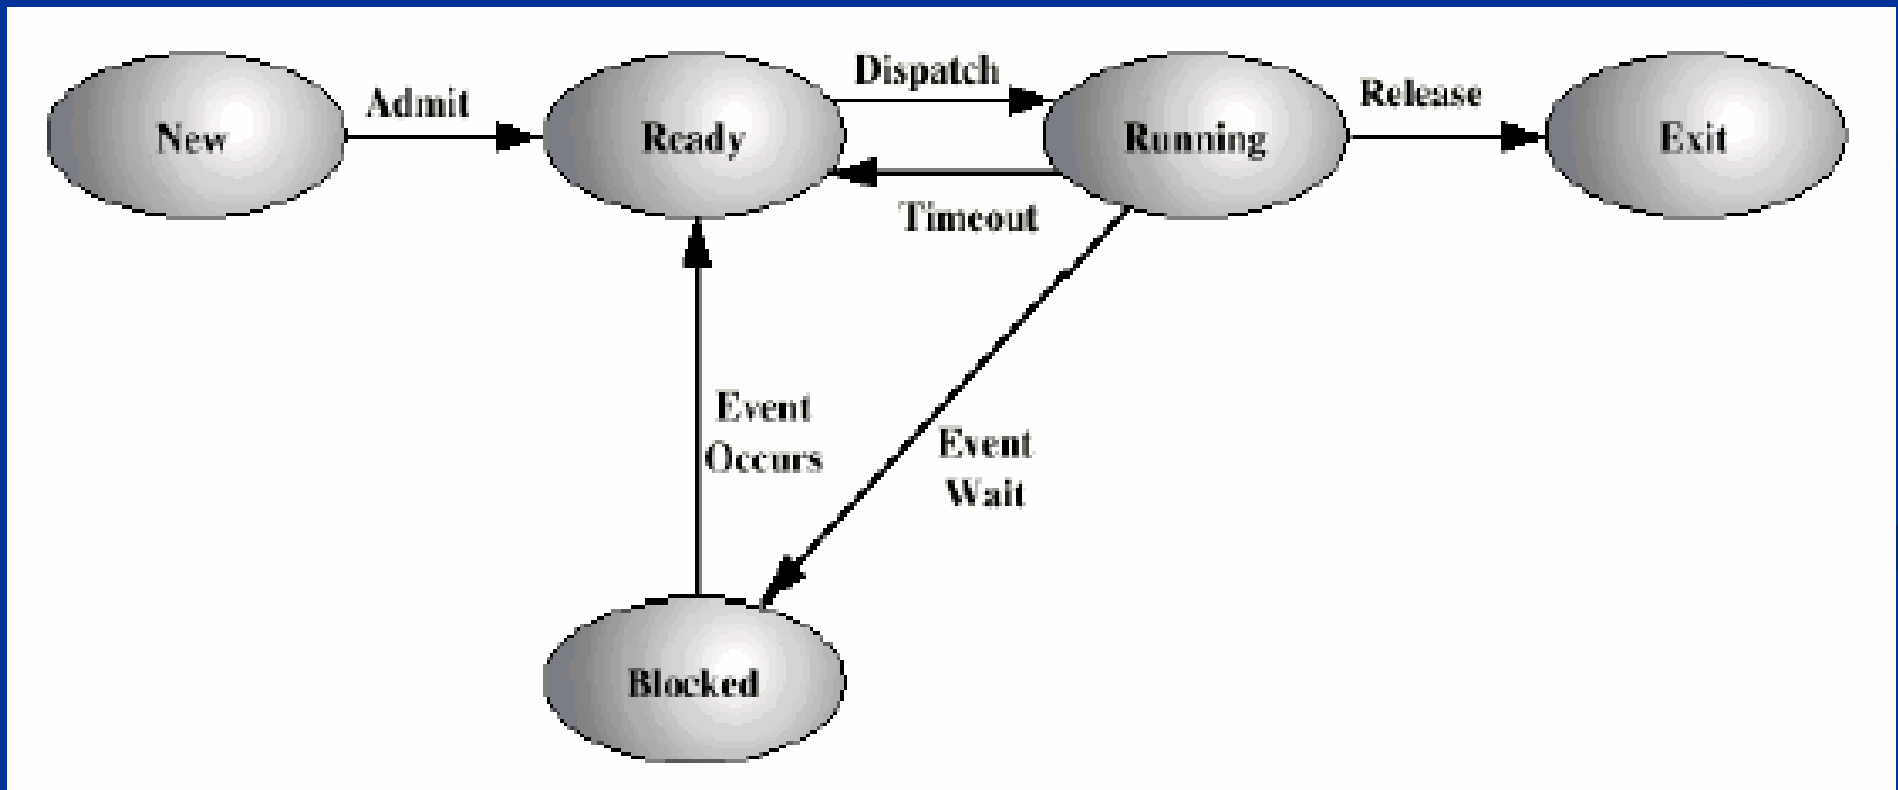 New
Admit
Ready
Dispatch
Timeout
Running
Release
Exit
Event
Occurs
Event
Wait
Blocked